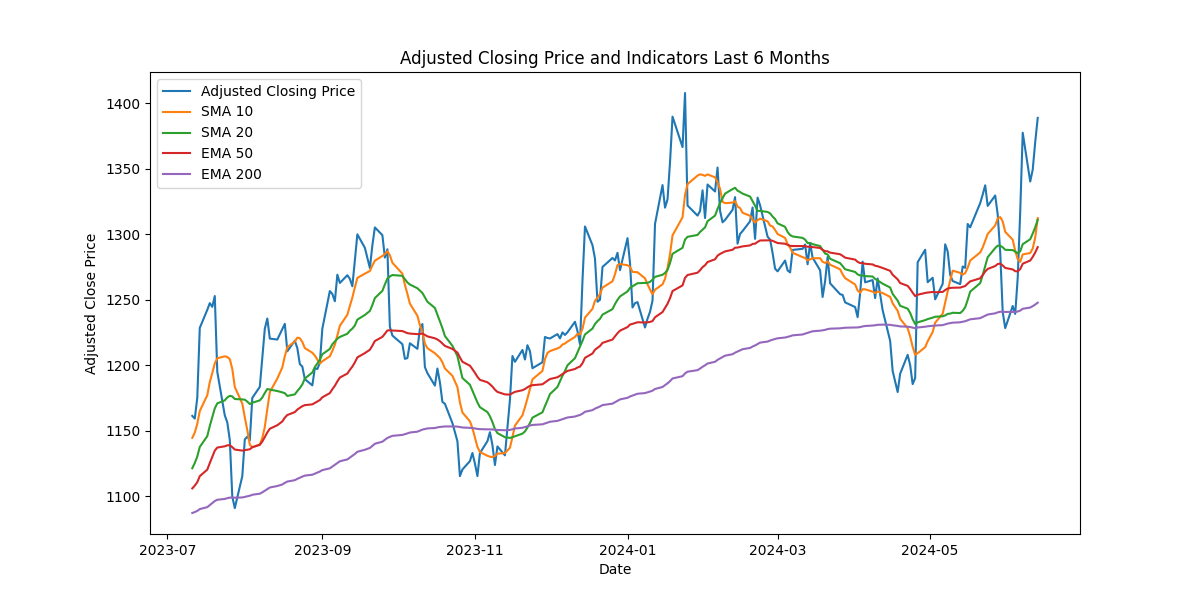 Adjusted Closing Price and Indicators Last 6 Months
Adjusted Closing Price
SMA 10
SMA 20
EMA 50
EMA 200
Adjusted Close Price
1400
1350
1300
1250
1200
1150
1100
2023-07
2023-09
2023-11
2024-01
2024-03
2024-05
Date